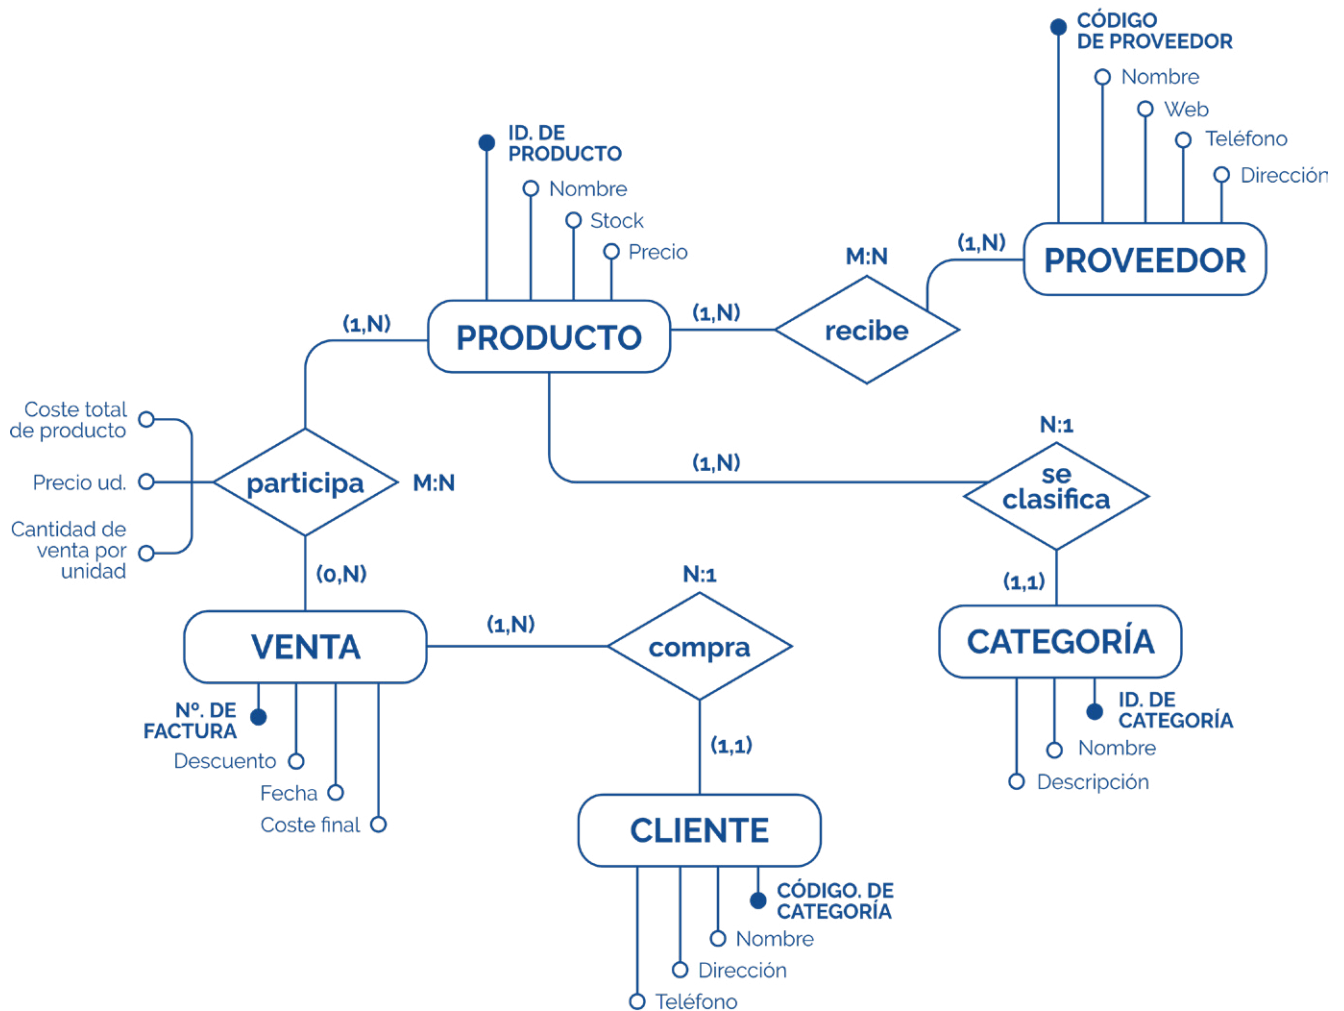 CÓDIGO
DE PROVEEDOR
Nombre
Web
Teléfono
Dirección
PROVEEDOR
ID. DE
PRODUCTO
Nombre
Stock
Precio
PRODUCTO
(1,N)
M:N
(1,N)
recibe
(1,N)
Coste total
de producto
Precio ud.
Cantidad de
venta por
unidad
participa
M:N
(0,N)
(1,N)
N:1
se
clasifica
(1,1)
VENTA
Nº. DE
FACTURA
Descuento
Fecha
Coste final
(1,N)
N:1
compra
(1,1)
CATEGORÍA
ID. DE
CATEGORÍA
Nombre
Descripción
CLIENTE
CÓDIGO. DE
CATEGORÍA
Nombre
Dirección
Teléfono